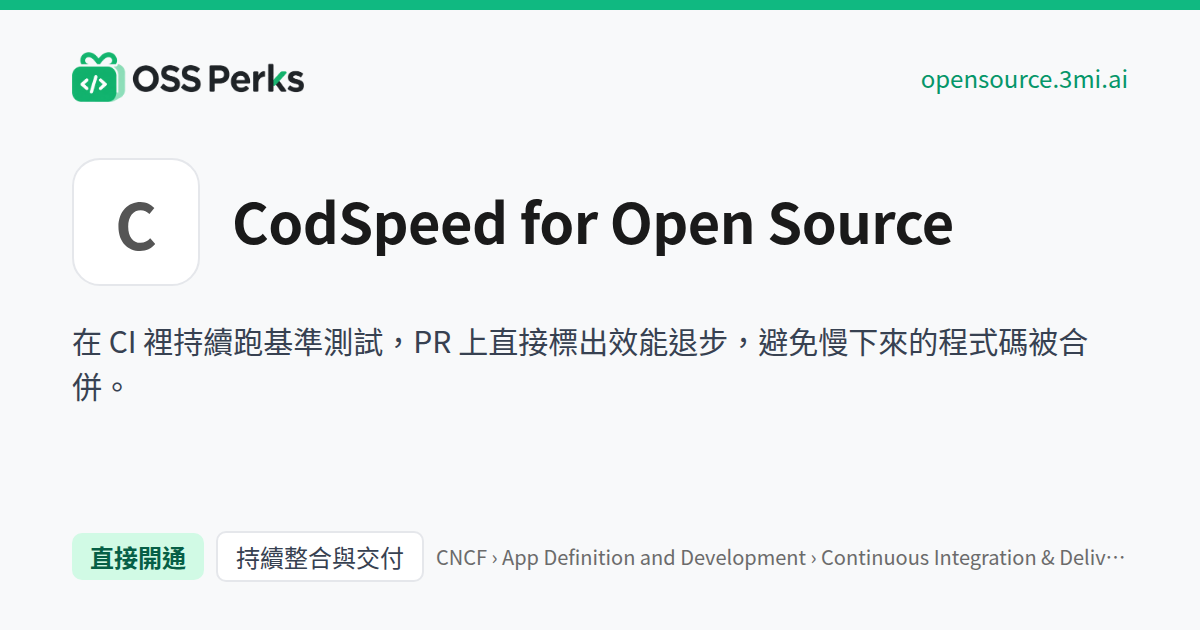 </> OSS Perks
opensource.3mi.ai
C
CodSpeed for Open Source
在 CI 裡持續跑基準測試，PR 上直接標出效能退步，避免慢下來的程式碼被合
併。
直接開通
持續整合與交付
CNCF › App Definition and Development › Continuous Integration & Deliv…